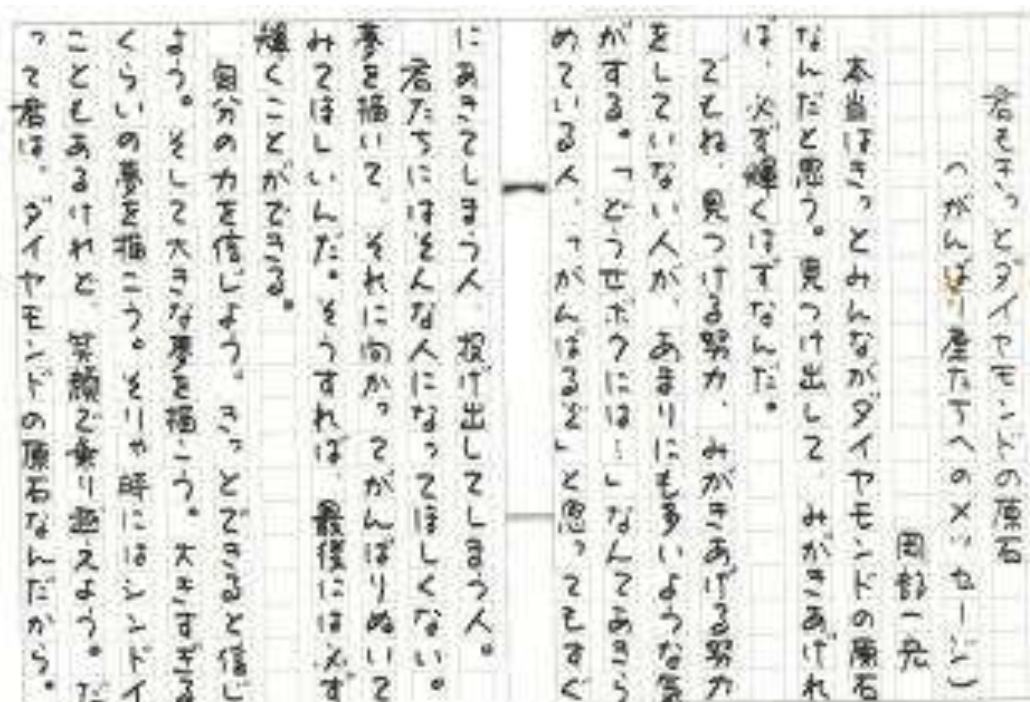 君もきっとダイヤモンドの原石
(がんばり屋たちへのメッセージ)
岡部一亮
本当はきっとみんながダイヤモンドの原石
なんだと思う。見つけ出して、みがきあげれ
ば、必ず輝くはずなんだ。
でもね、見つける努力、みがきあげる努力
をしていない人が、あまりにも多いような気
がする。「どうせボクには…」なんてあきら
めている人、「がんばるぞ」と思ってもすぐ
にあきてしまう人、投げ出してしまう人。
君たちにはそんな人になってほしくない。
夢を描いて、それに向かってがんばりぬいて
みてほしいんだ。そうすれば、最後には必ず
輝くことができる。
自分の力を信じよう。きっとできると信じ
よう。そして大きな夢を描こう。大きすぎる
くらいの夢を描こう。そりゃ時にはシンドイ
こともあるけれど、笑顔で乗り越えよう。だ
って君は、ダイヤモンドの原石なんだから。